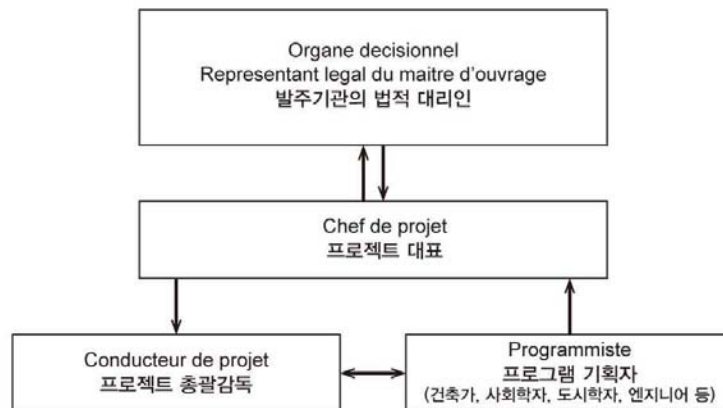 Organe decisionnel
Representant legal du maitre d'ouvrage
발주기관의 법적 대리인
Chef de projet
프로젝트 대표
Conducteur de projet
프로젝트 총괄감독
Programmiste
프로그램 기획자
(건축가, 사회학자, 도시학자, 엔지니어 등)